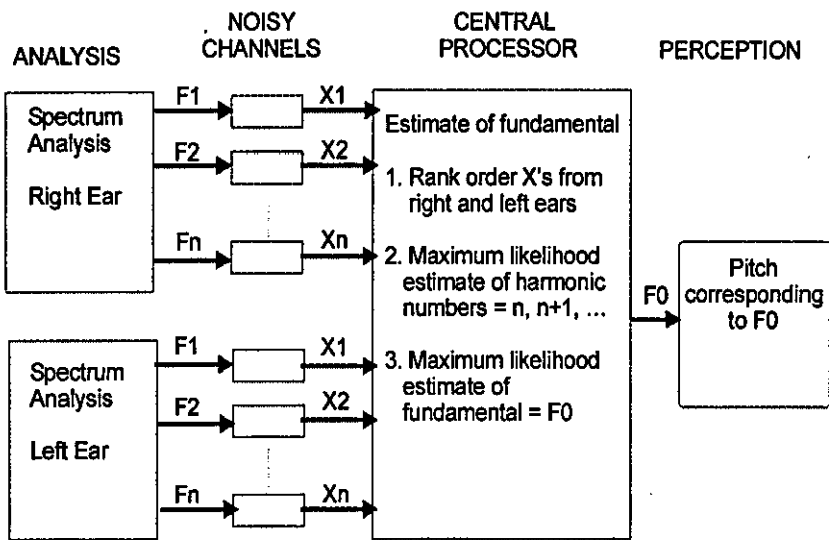 ANALYSIS
NOISY
CHANNELS
CENTRAL
PROCESSOR
PERCEPTION
Spectrum
Analysis
Right Ear
F1
X1
F2
X2
Fn
Xn
Spectrum
Analysis
Left Ear
F1
X1
F2
X2
Fn
Xn
Estimate of fundamental
1. Rank order X's from
right and left ears
2. Maximum likelihood
estimate of harmonic
numbers = n, n+1, ...
3. Maximum likelihood
estimate of
fundamental = F0
F0
Pitch
corresponding
to F0